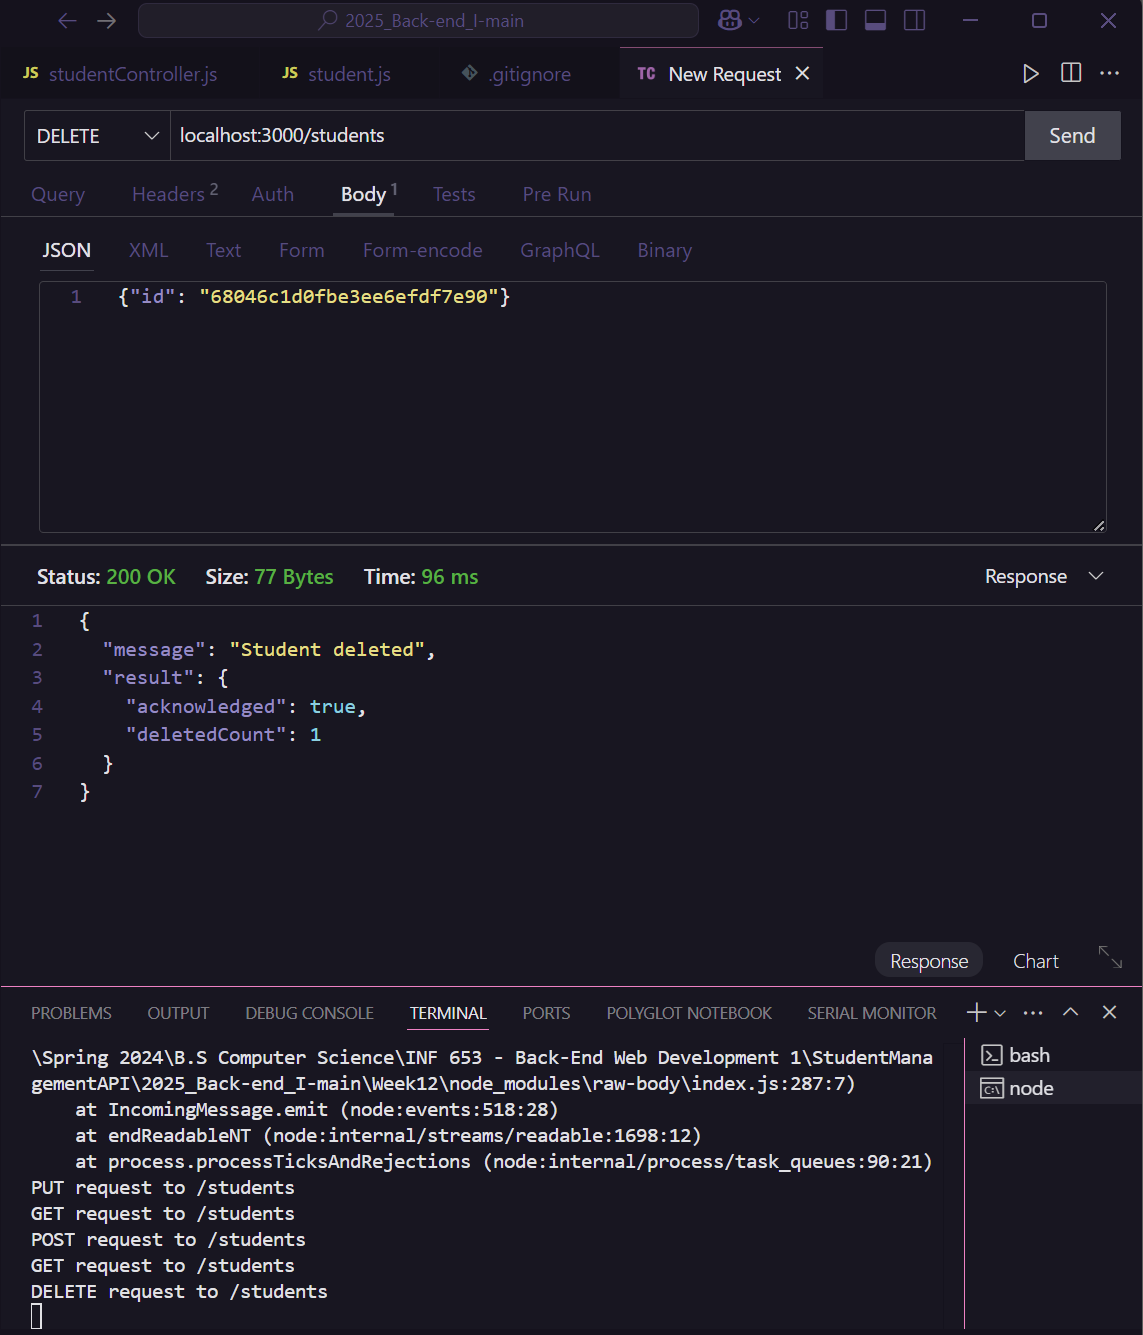 2025_Back-end_I-main
JS studentController.js JS student.js .gitignore TC New Request
DELETE localhost:3000/students Send
Query Headers 2 Auth Body 1 Tests Pre Run
JSON XML Text Form Form-encode GraphQL Binary
1 {"id": "68046c1d0fbe3ee6efdf7e90"}
Status: 200 OK Size: 77 Bytes Time: 96 ms Response
1 {
2 "message": "Student deleted",
3 "result": {
4 "acknowledged": true,
5 "deletedCount": 1
6 }
7 }
Response Chart
PROBLEMS OUTPUT DEBUG CONSOLE TERMINAL PORTS POLYGLOT NOTEBOOK SERIAL MONITOR
\Spring 2024\B.S Computer Science\INF 653 - Back-End Web Development 1\StudentMana
gementAPI\2025_Back-end_I-main\Week12\node_modules\raw-body\index.js:287:7)
at IncomingMessage.emit (node:events:518:28)
at endReadableNT (node:internal/streams/readable:1698:12)
at process.processTicksAndRejections (node:internal/process/task_queues:90:21)
PUT request to /students
GET request to /students
POST request to /students
GET request to /students
DELETE request to /students
bash
node